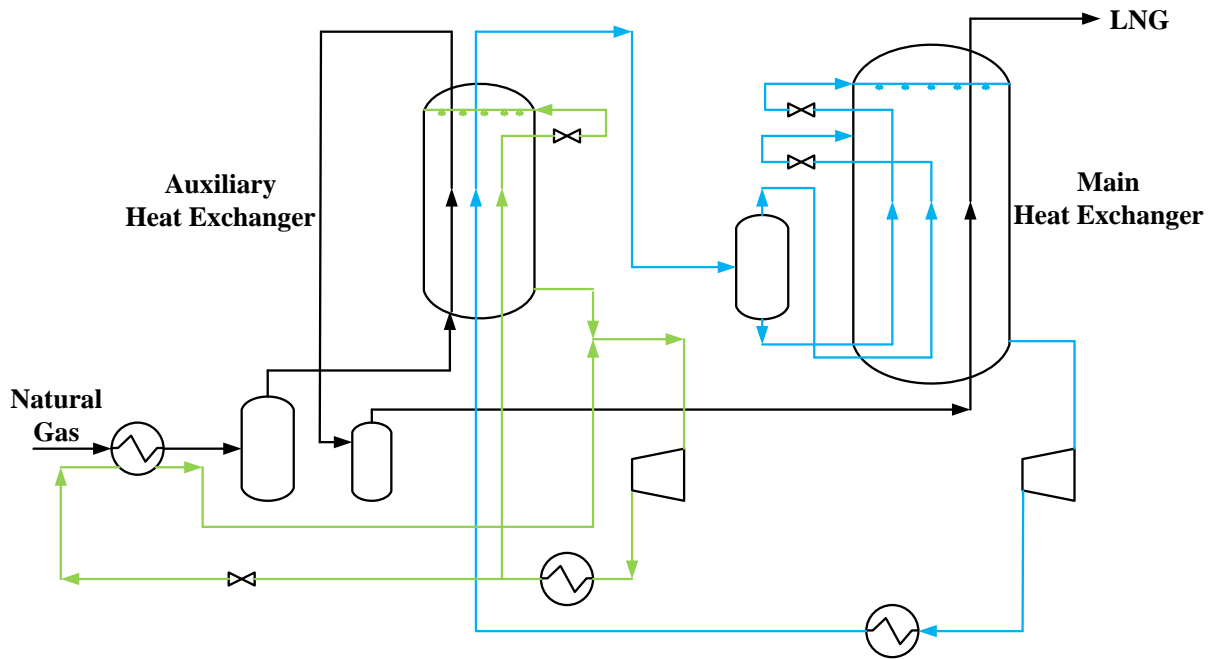 LNG
Auxiliary
Heat Exchanger
Main
Heat Exchanger
Natural
Gas